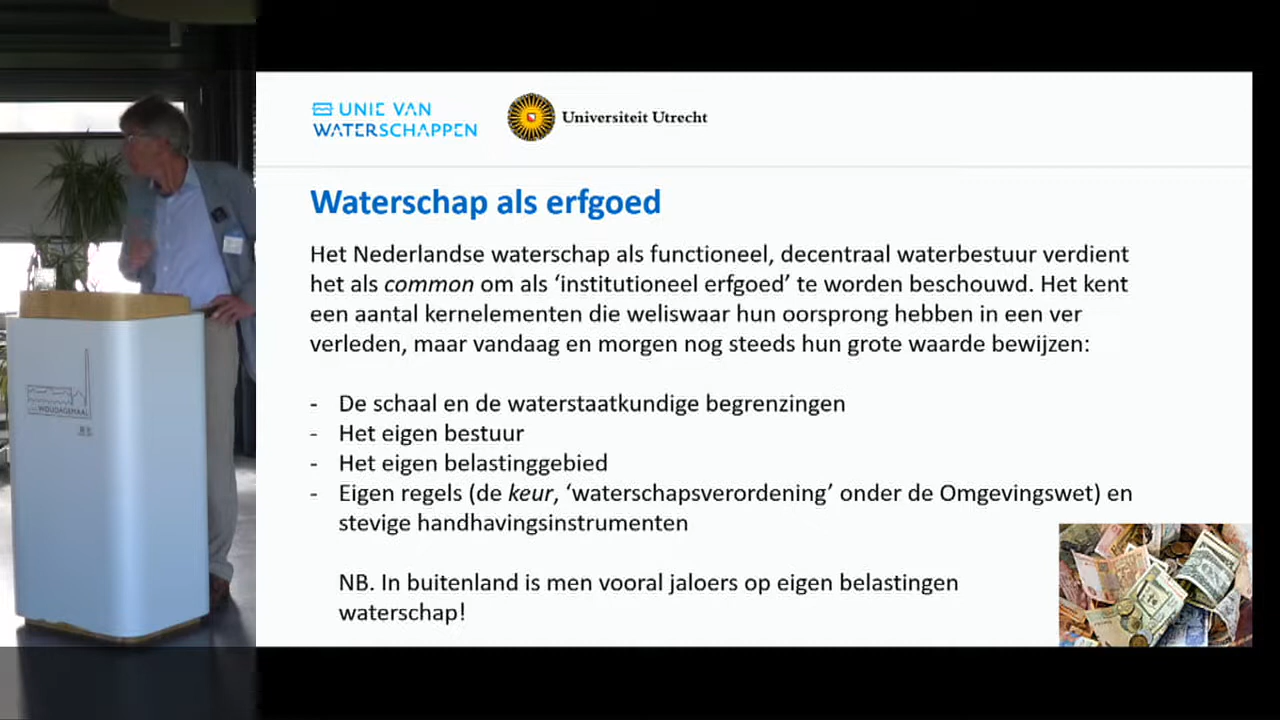 UNIE VAN
WATERSCHAPPEN
Universiteit Utrecht
Waterschap als erfgoed
Het Nederlandse waterschap als functioneel, decentraal waterbestuur verdient
het als common om als ‘institutioneel erfgoed’ te worden beschouwd. Het kent
een aantal kernelementen die weliswaar hun oorsprong hebben in een ver
verleden, maar vandaag en morgen nog steeds hun grote waarde bewijzen:
- De schaal en de waterstaatkundige begrenzingen
- Het eigen bestuur
- Het eigen belastinggebied
- Eigen regels (de keur, ‘waterschapsverordening’ onder de Omgevingswet) en
stevige handhavingsinstrumenten
NB. In buitenland is men vooral jaloers op eigen belastingen
waterschap!
WOUDAGEMAAL